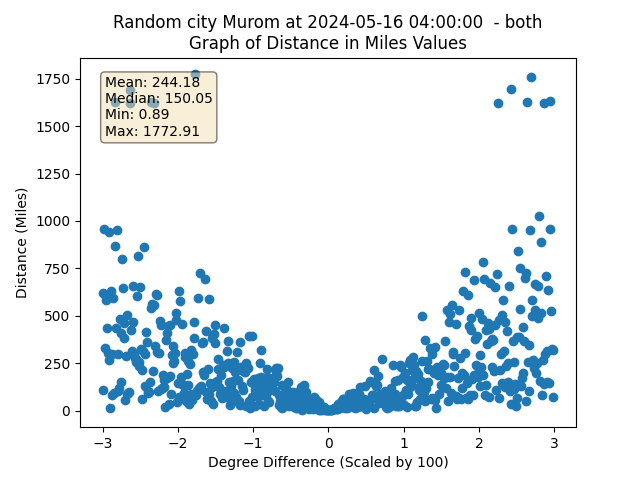 Random city Murom at 2024-05-16 04:00:00  - both
Graph of Distance in Miles Values
Mean: 244.18
Median: 150.05
Min: 0.89
Max: 1772.91
Distance (Miles)
1750
1500
1250
1000
750
500
250
0
−3 −2 −1 0 1 2 3
Degree Difference (Scaled by 100)